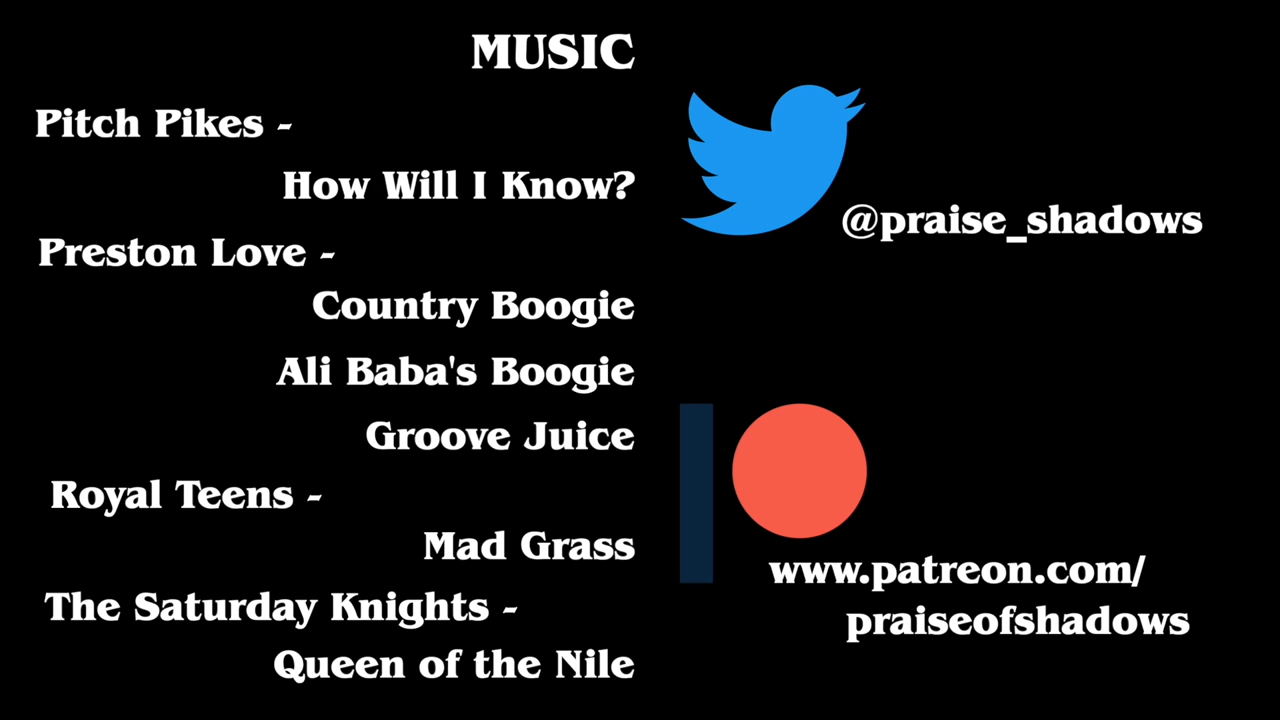 MUSIC
Pitch Pikes -
How Will I Know?
Preston Love -
Country Boogie
Ali Baba's Boogie
Groove Juice
Royal Teens -
Mad Grass
The Saturday Knights -
Queen of the Nile
@praise_shadows
www.patreon.com/
praiseofshadows